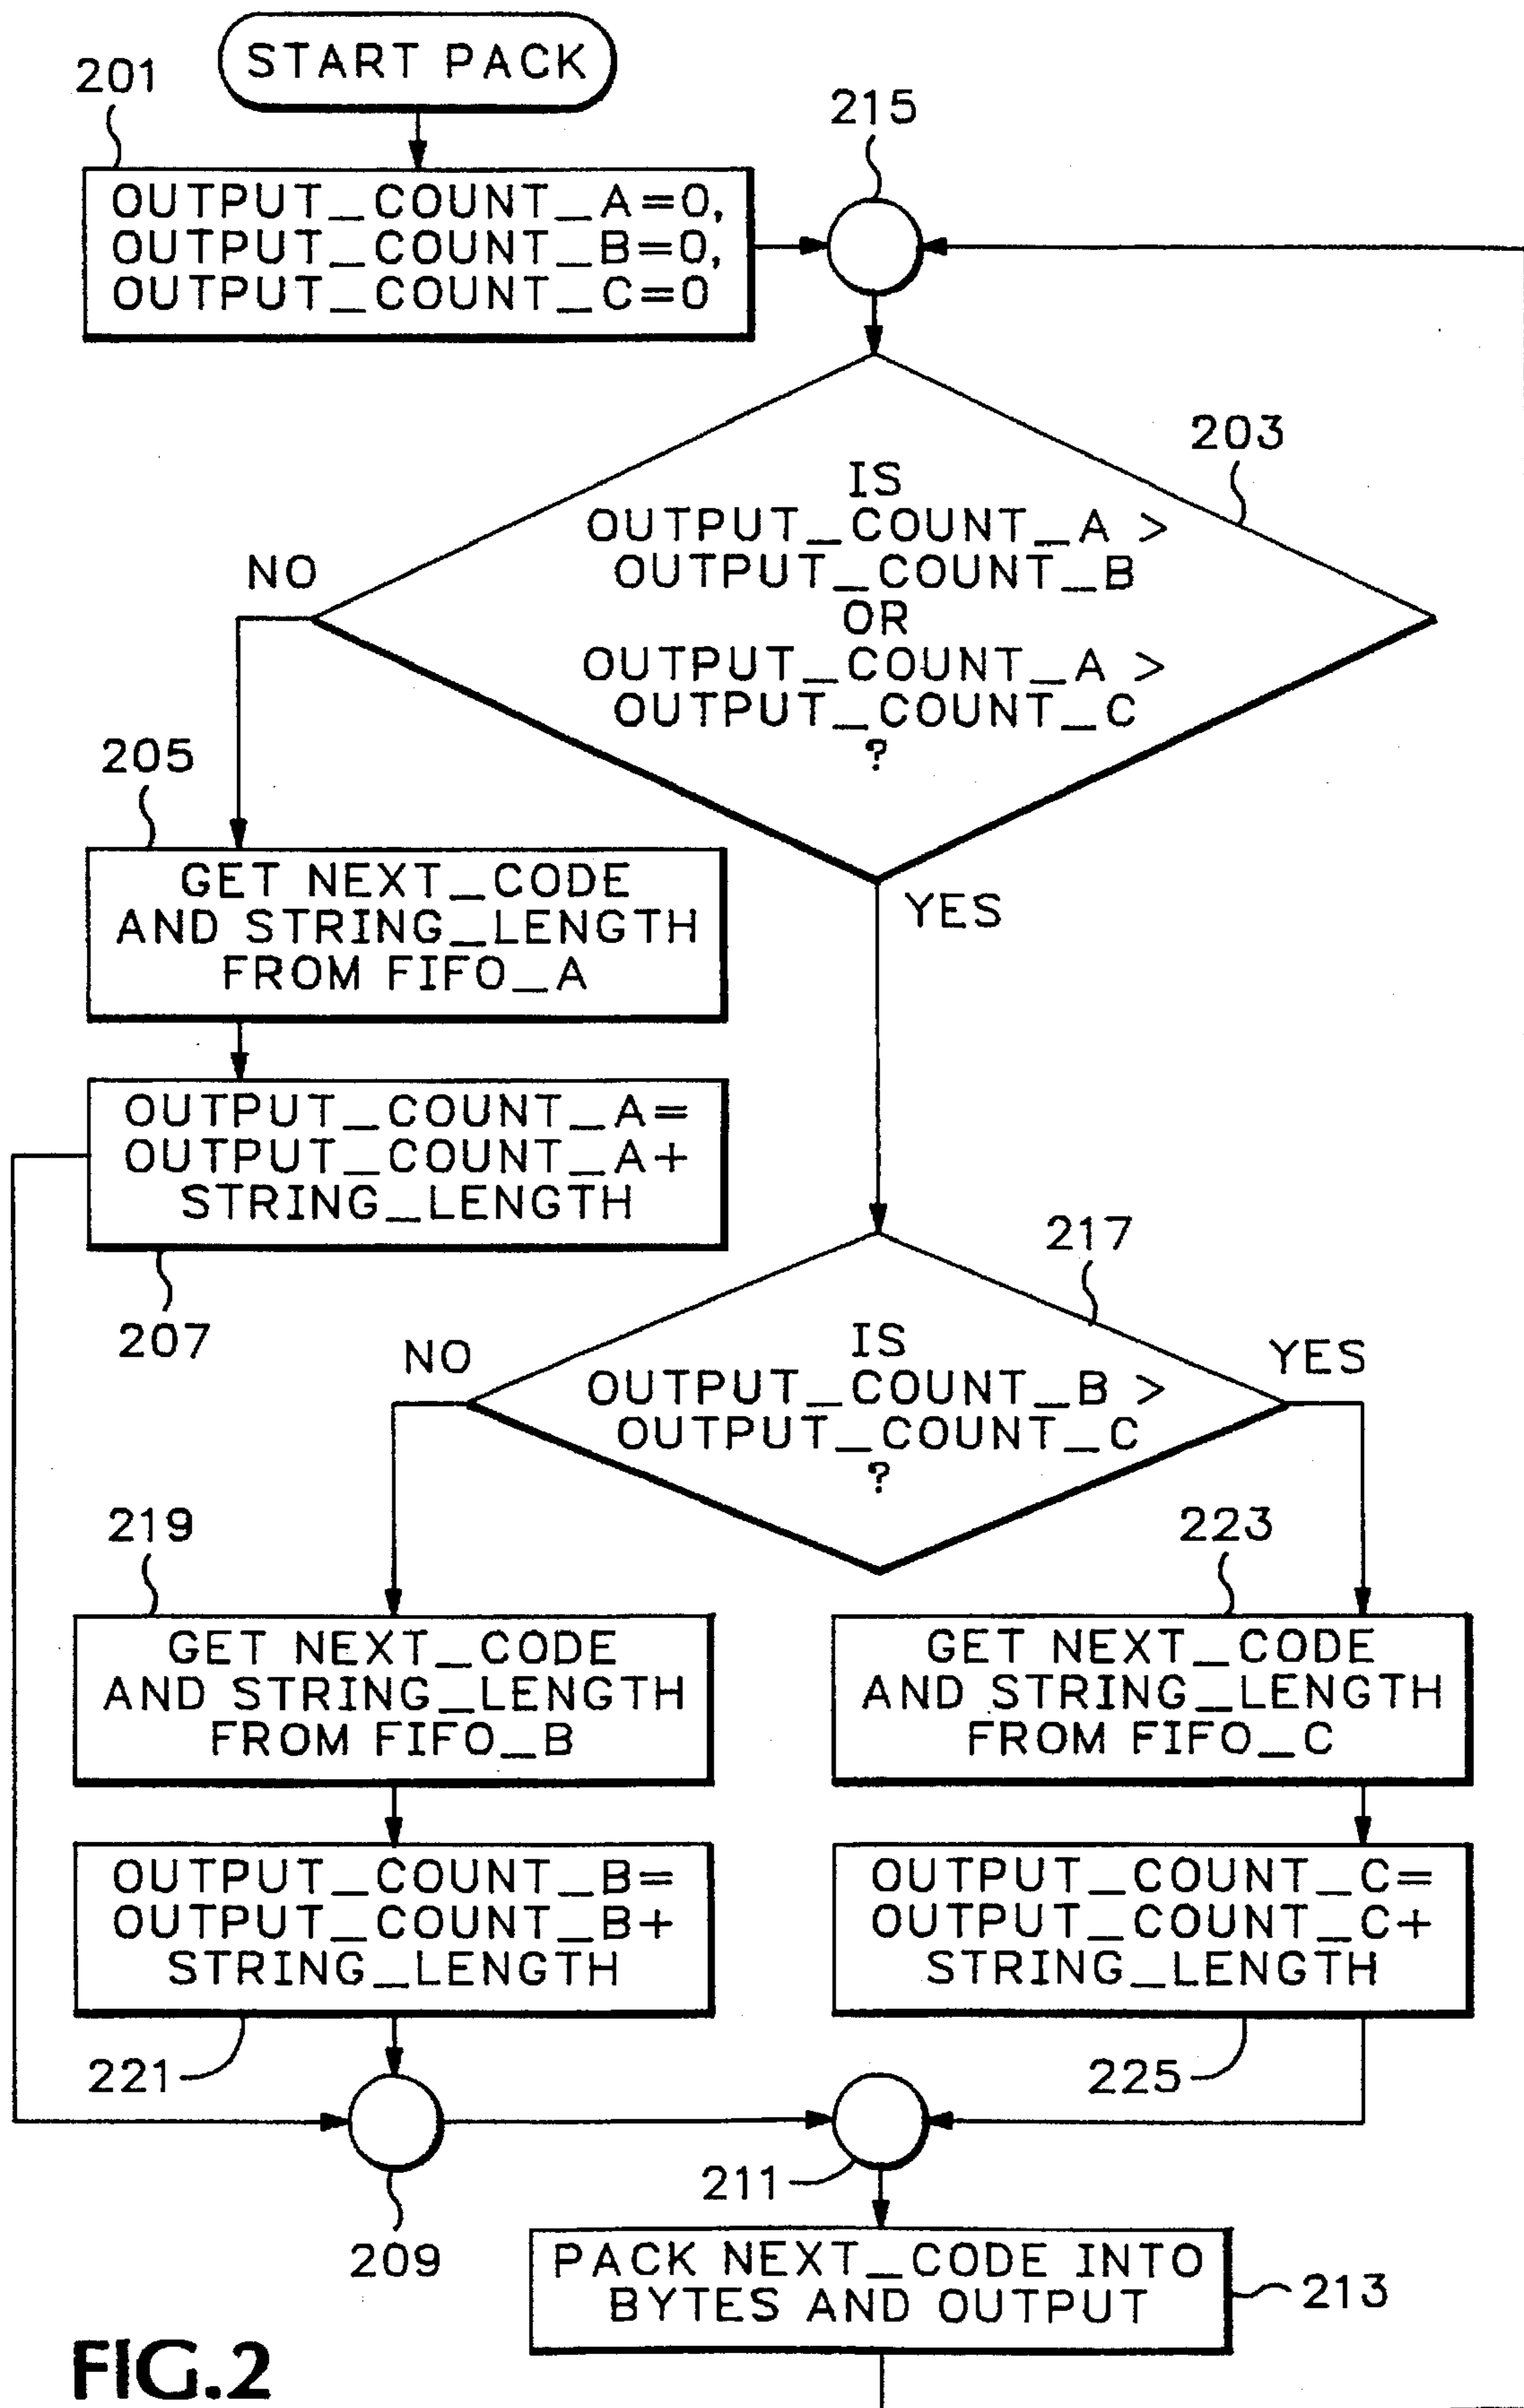 START PACK
201
215
OUTPUT_COUNT_A=0,
OUTPUT_COUNT_B=0,
OUTPUT_COUNT_C=0
203
IS
OUTPUT_COUNT_A >
OUTPUT_COUNT_B
OR
OUTPUT_COUNT_A >
OUTPUT_COUNT_C
?
NO
YES
205
GET NEXT_CODE
AND STRING_LENGTH
FROM FIFO_A
OUTPUT_COUNT_A=
OUTPUT_COUNT_A+
STRING_LENGTH
207
217
IS
OUTPUT_COUNT_B >
OUTPUT_COUNT_C
?
NO
YES
219
GET NEXT_CODE
AND STRING_LENGTH
FROM FIFO_B
223
GET NEXT_CODE
AND STRING_LENGTH
FROM FIFO_C
OUTPUT_COUNT_B=
OUTPUT_COUNT_B+
STRING_LENGTH
221
OUTPUT_COUNT_C=
OUTPUT_COUNT_C+
STRING_LENGTH
225
209
211
PACK NEXT_CODE INTO
BYTES AND OUTPUT
213
FIG.2